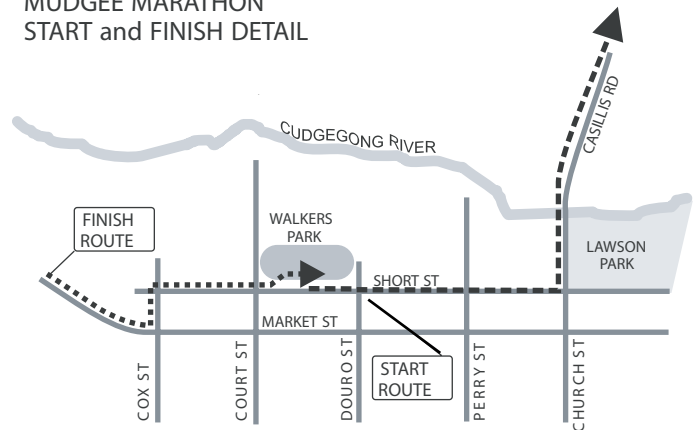 MUDGEE MARATHON
START and FINISH DETAIL
CASILLIS RD
CUDGEGONG RIVER
FINISH
ROUTE
WALKERS
PARK
LAWSON
PARK
SHORT ST
MARKET ST
START
ROUTE
COX ST
COURT ST
DOURO ST
PERRY ST
CHURCH ST